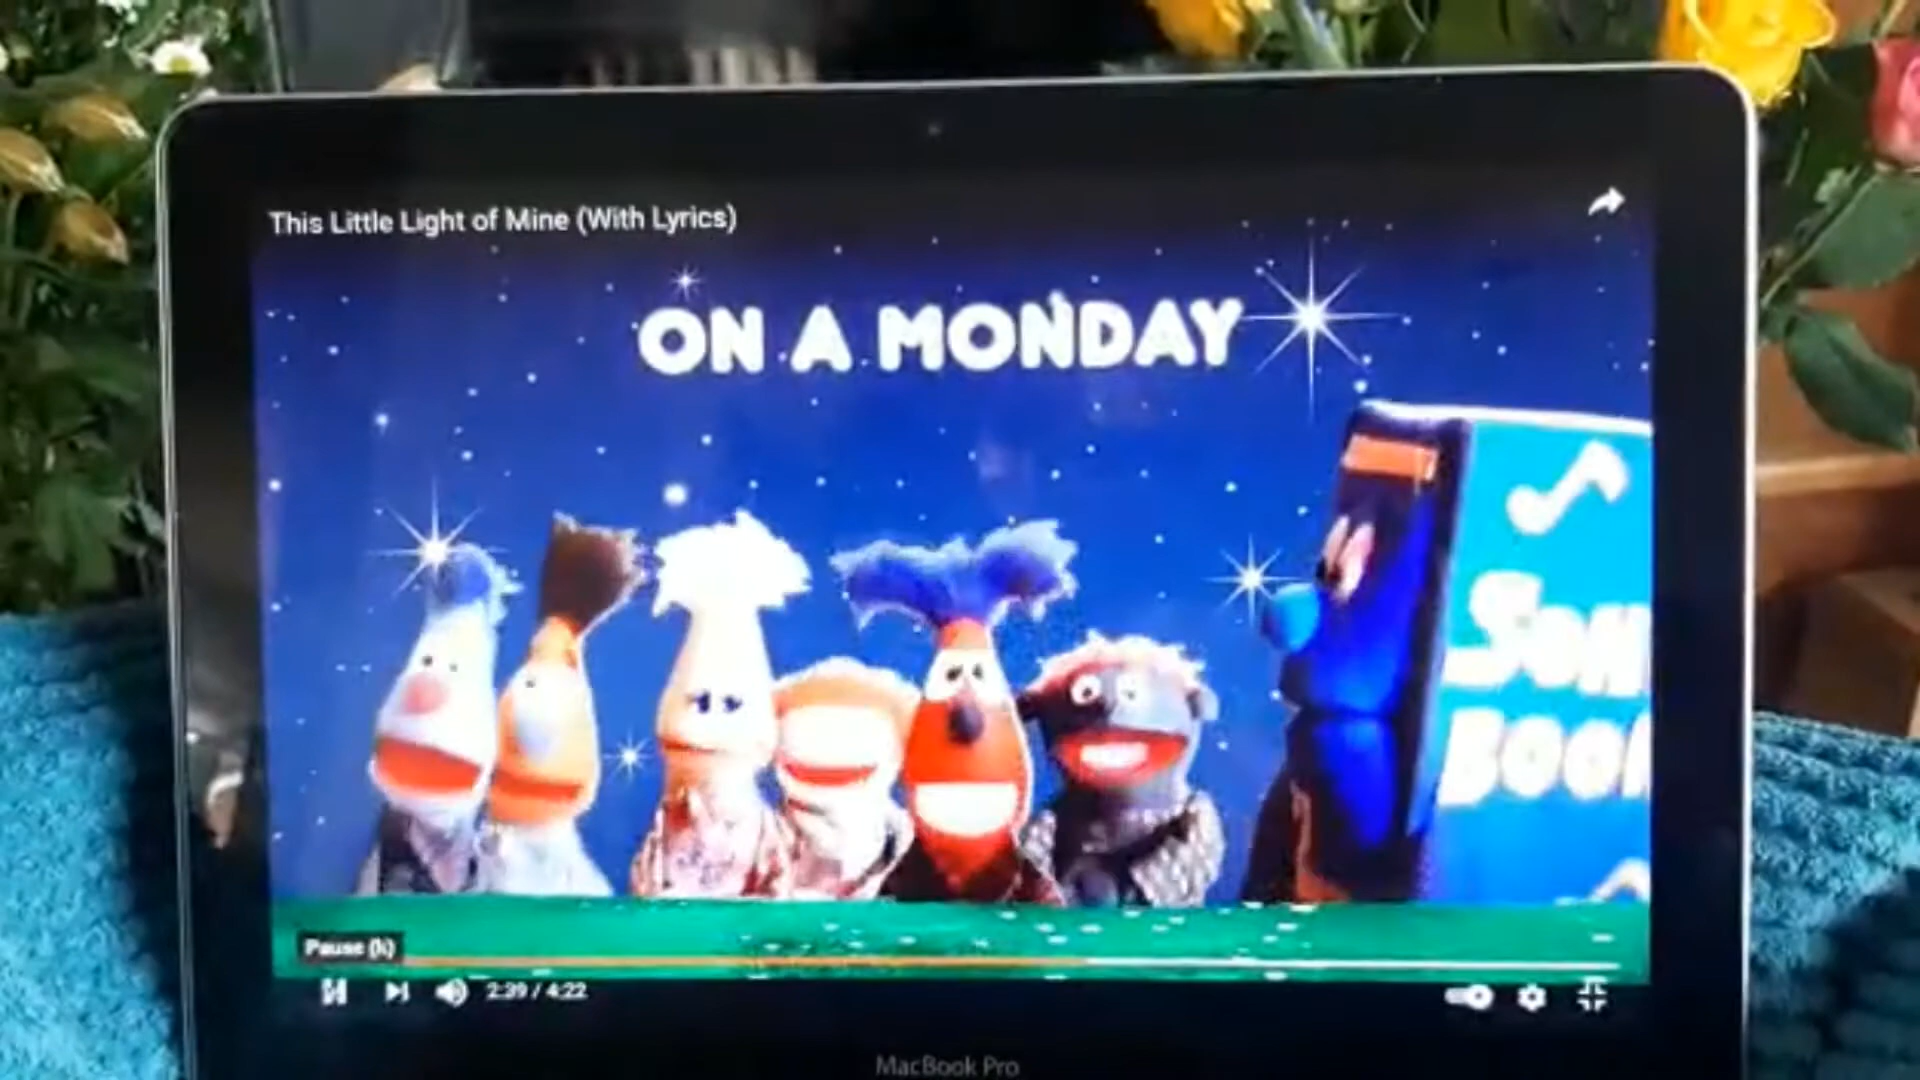 This Little Light of Mine (With Lyrics)
ON A MONDAY
Pause (k)
2:39 / 4:22
MacBook Pro